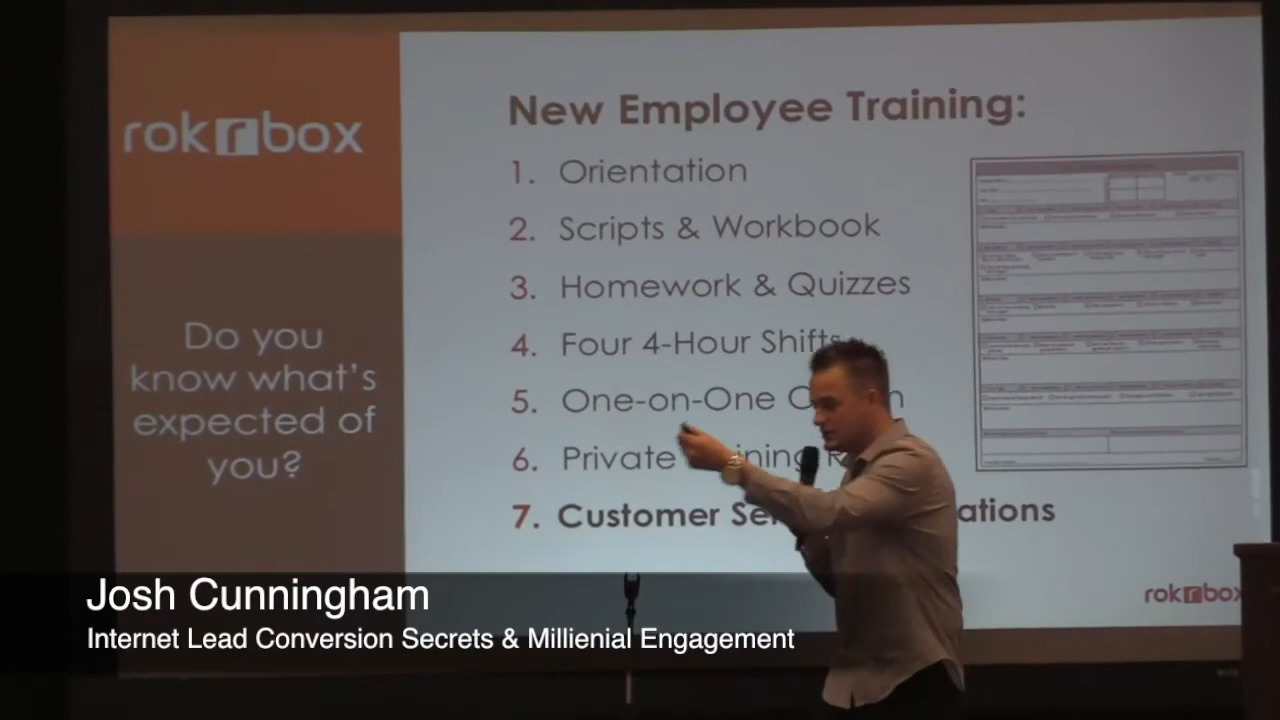 rokrbox
Do you
know what's
expected of
you?
New Employee Training:
1. Orientation
2. Scripts & Workbook
3. Homework & Quizzes
4. Four 4-Hour Shifts
5. One-on-One
6. Private
7. Customer
rokrbox
Josh Cunningham
Internet Lead Conversion Secrets & Millienial Engagement